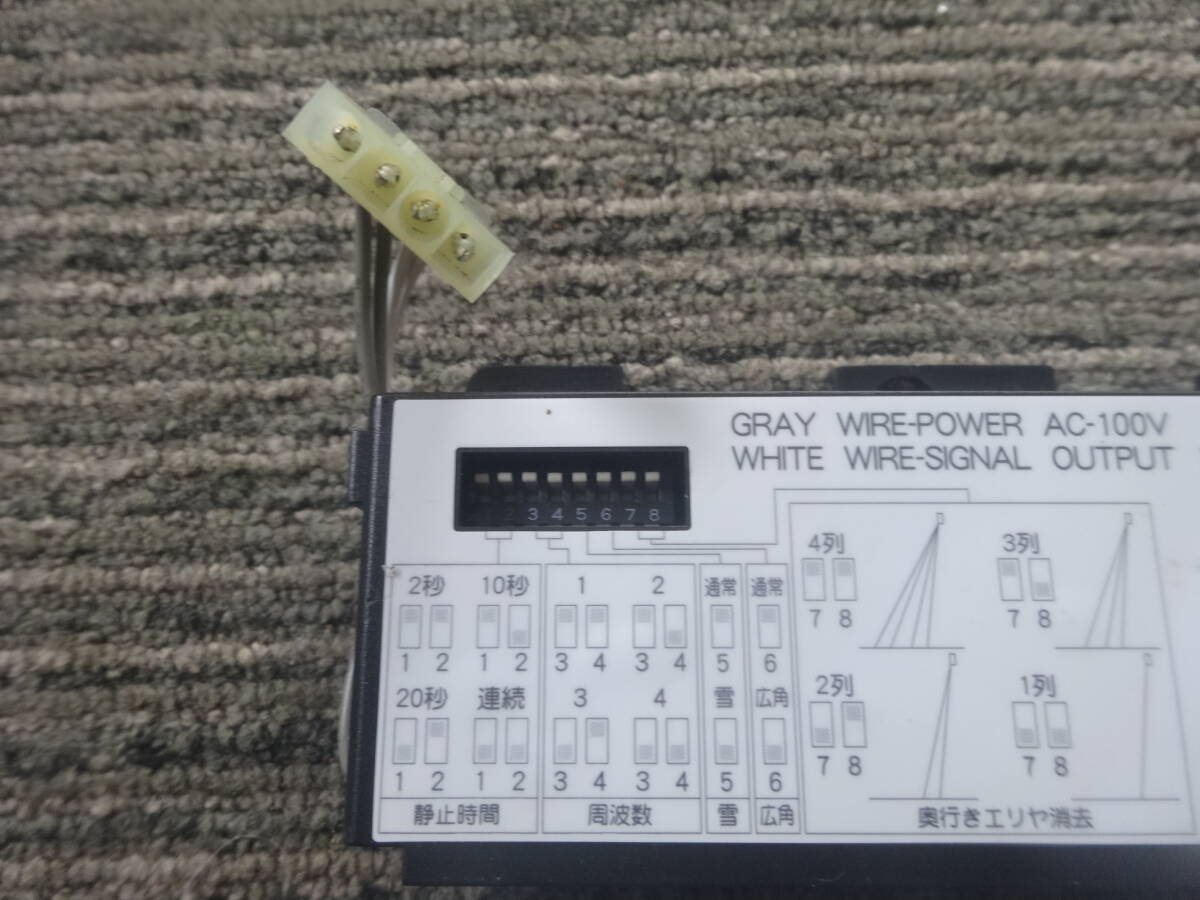 GRAY WIRE-POWER AC-100V
WHITE WIRE-SIGNAL OUTPUT
2 3 4 5 6 7 8
2秒 10秒 1 2 通常 通常 4列 3列
1 2 1 2 3 4 3 4 5 6 7 8 7 8
20秒 連続 3 4 雪 広角 2列 1列
1 2 1 2 3 4 3 4 5 6 7 8 7 8
静止時間 周波数 雪 広角 奥行きエリヤ消去